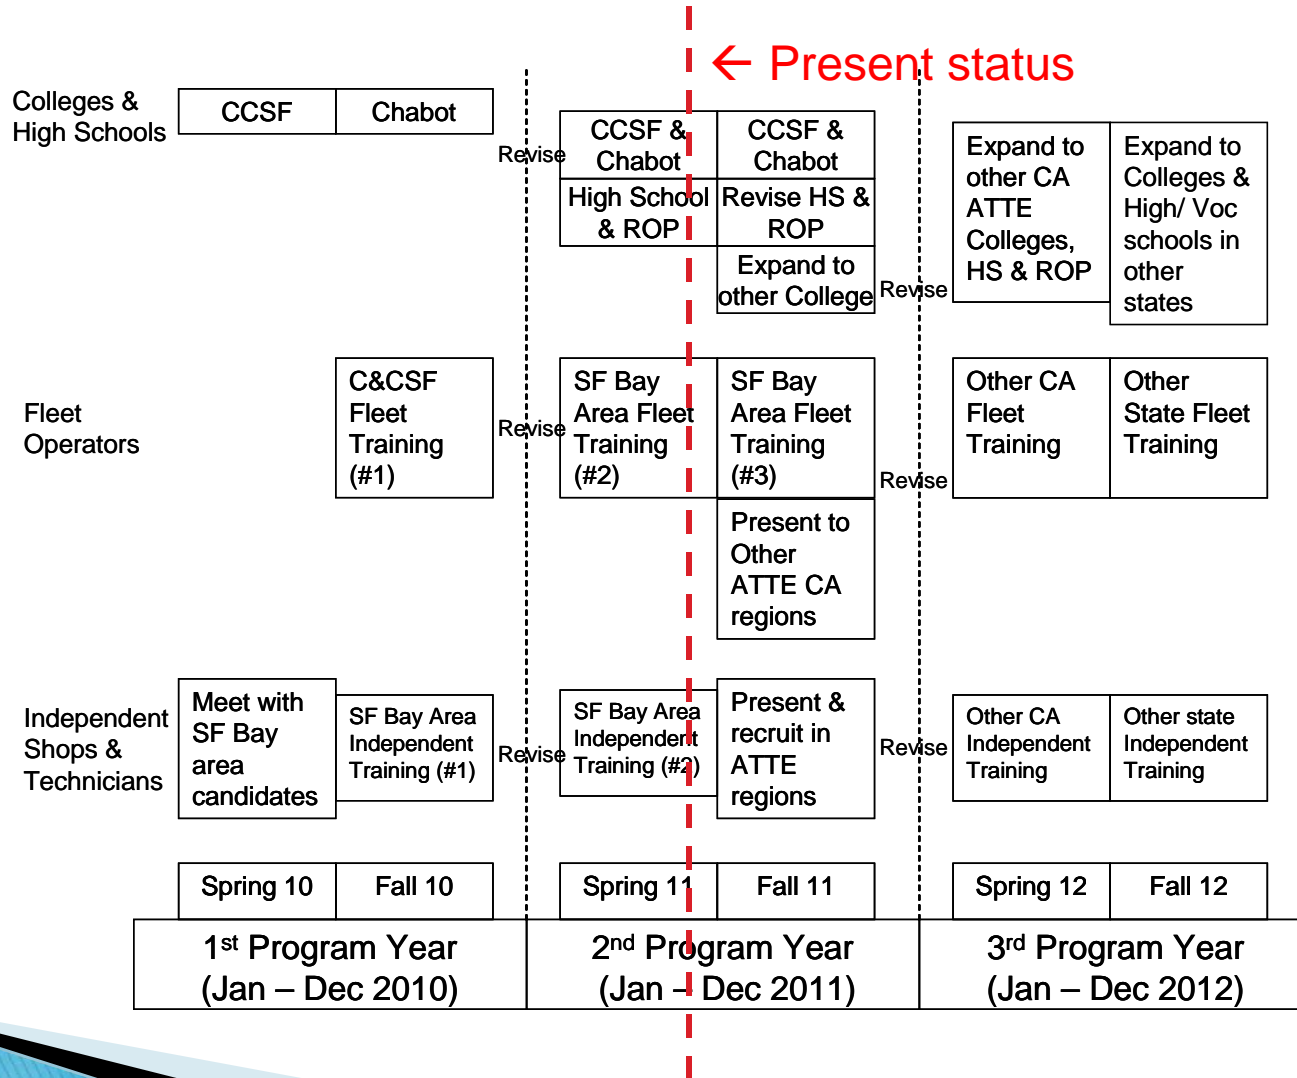 ← Present status
Colleges &
High Schools
CCSF
Chabot
Revise
CCSF &
Chabot
CCSF &
Chabot
High School
& ROP
Revise HS &
ROP
Expand to
other College
Revise
Expand to
other CA
ATTE
Colleges,
HS & ROP
Expand to
Colleges &
High/ Voc
schools in
other
states
Fleet
Operators
C&CSF
Fleet
Training
(#1)
Revise
SF Bay
Area Fleet
Training
(#2)
SF Bay
Area Fleet
Training
(#3)
Present to
Other
ATTE CA
regions
Revise
Other CA
Fleet
Training
Other
State Fleet
Training
Independent
Shops &
Technicians
Meet with
SF Bay
area
candidates
SF Bay Area
Independent
Training (#1)
Revise
SF Bay Area
Independent
Training (#2)
Present &
recruit in
ATTE
regions
Revise
Other CA
Independent
Training
Other state
Independent
Training
Spring 10
Fall 10
Spring 11
Fall 11
Spring 12
Fall 12
1st Program Year
(Jan – Dec 2010)
2nd Program Year
(Jan – Dec 2011)
3rd Program Year
(Jan – Dec 2012)